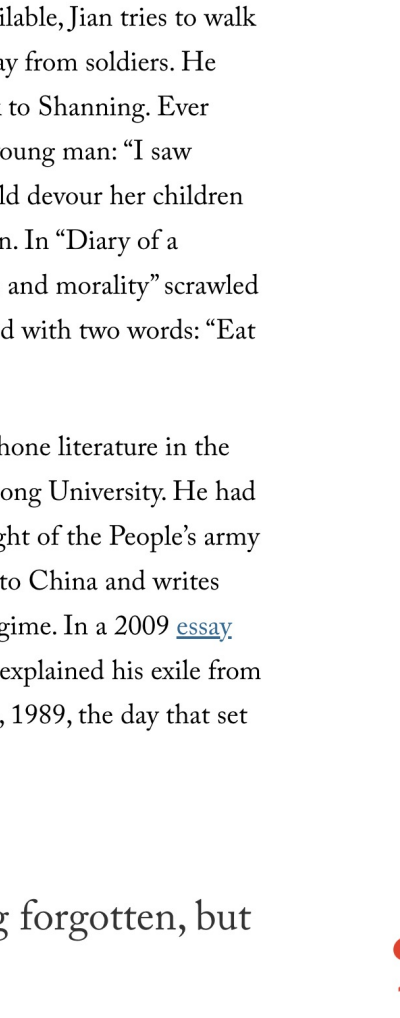 ilable, Jian tries to walk
ay from soldiers. He
to Shanning. Ever
oung man: “I saw
ld devour her children
n. In “Diary of a
and morality” scrawled
d with two words: “Eat
hone literature in the
ong University. He had
ght of the People’s army
to China and writes
gime. In a 2009 essay
explained his exile from
, 1989, the day that set
g forgotten, but